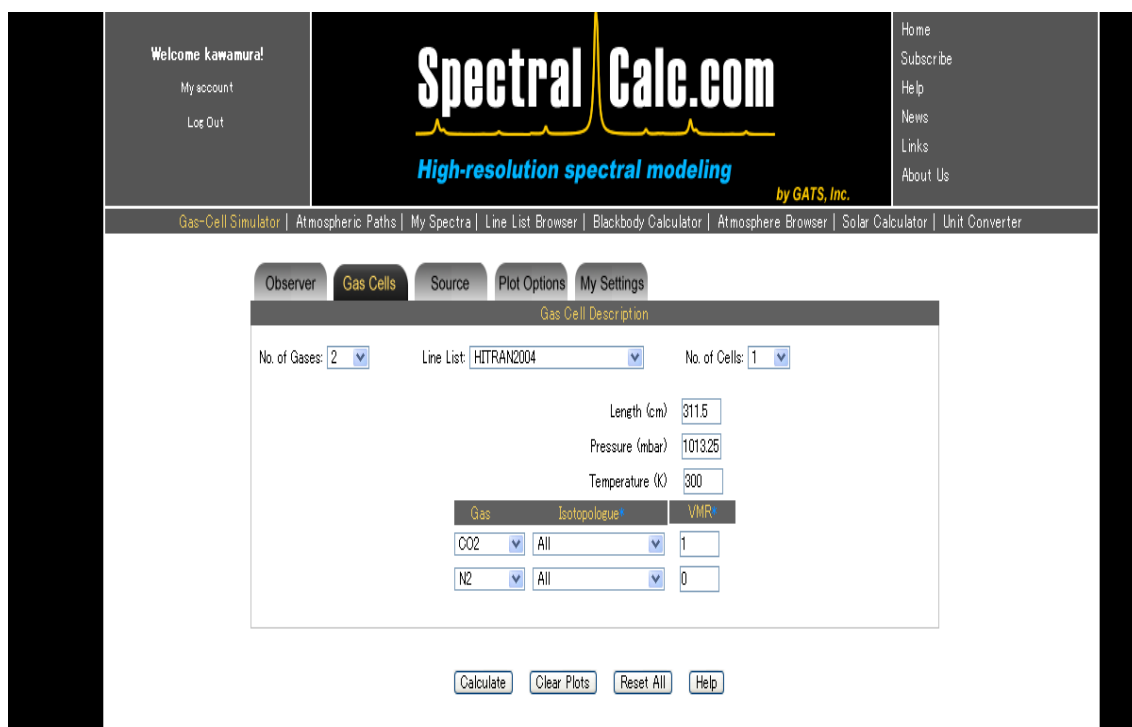 Welcome kawamura!
My account
Log Out
Spectral Calc.com
High-resolution spectral modeling
by GATS, Inc.
Home
Subscribe
Help
News
Links
About Us
Gas-Cell Simulator | Atmospheric Paths | My Spectra | Line List Browser | Blackbody Calculator | Atmosphere Browser | Solar Calculator | Unit Converter
Observer Gas Cells Source Plot Options My Settings
Gas Cell Description
No. of Gases: 2 Line List: HITRAN2004 No. of Cells: 1
Length (cm) 311.5
Pressure (mbar) 1013.25
Temperature (K) 300
Gas Isotopologue* VMR*
CO2 All 1
N2 All 0
Calculate Clear Plots Reset All Help